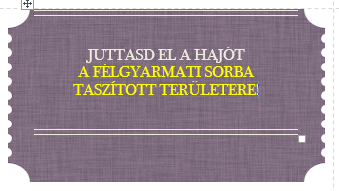 JUTTASD EL A HAJÓT
A FÉLGYARMATI SORBA
TASZÍTOTT TERÜLETERE!